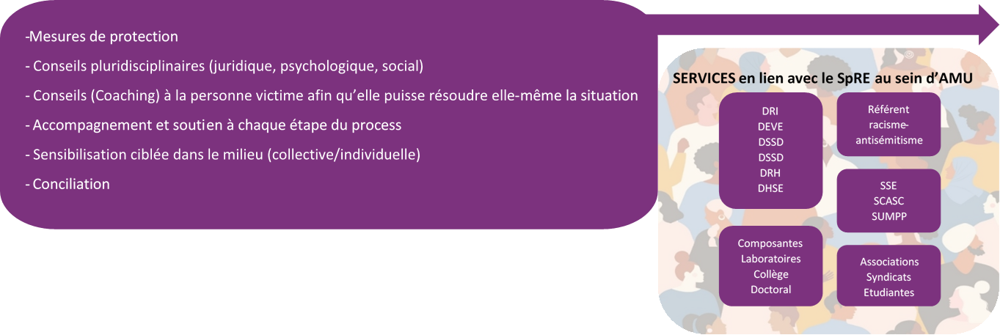 -Mesures de protection
- Conseils pluridisciplinaires (juridique, psychologique, social)
- Conseils (Coaching) à la personne victime afin qu’elle puisse résoudre elle-même la situation
- Accompagnement et soutien à chaque étape du process
- Sensibilisation ciblée dans le milieu (collective/individuelle)
- Conciliation
SERVICES en lien avec le SpRE au sein d’AMU
DRI
DEVE
DSSD
DSSD
DRH
DHSE
Référent
racisme-
antisémitisme
SSE
SCASC
SUMPP
Composantes
Laboratoires
Collège
Doctoral
Associations
Syndicats
Etudiantes